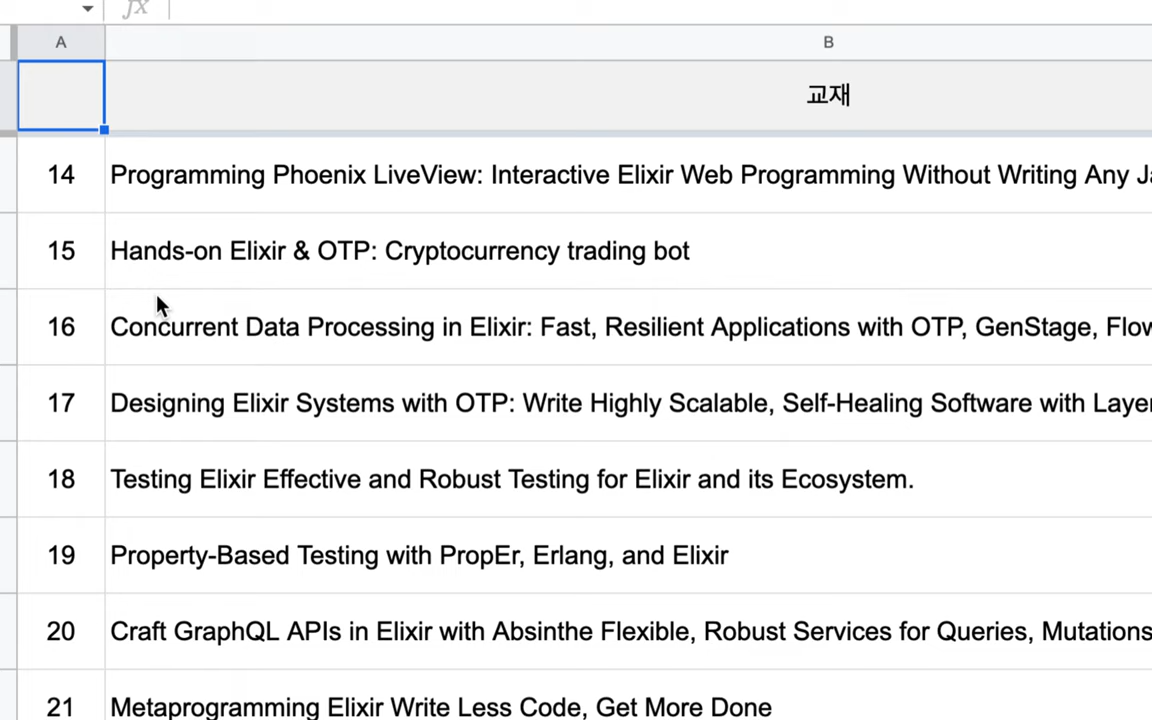 fx
A B
교재
14 Programming Phoenix LiveView: Interactive Elixir Web Programming Without Writing Any
15 Hands-on Elixir & OTP: Cryptocurrency trading bot
16 Concurrent Data Processing in Elixir: Fast, Resilient Applications with OTP, GenStage, Flow
17 Designing Elixir Systems with OTP: Write Highly Scalable, Self-Healing Software with
18 Testing Elixir Effective and Robust Testing for Elixir and its Ecosystem.
19 Property-Based Testing with PropEr, Erlang, and Elixir
20 Craft GraphQL APIs in Elixir with Absinthe Flexible, Robust Services for Queries, Mutations
21 Metaprogramming Elixir Write Less Code, Get More Done